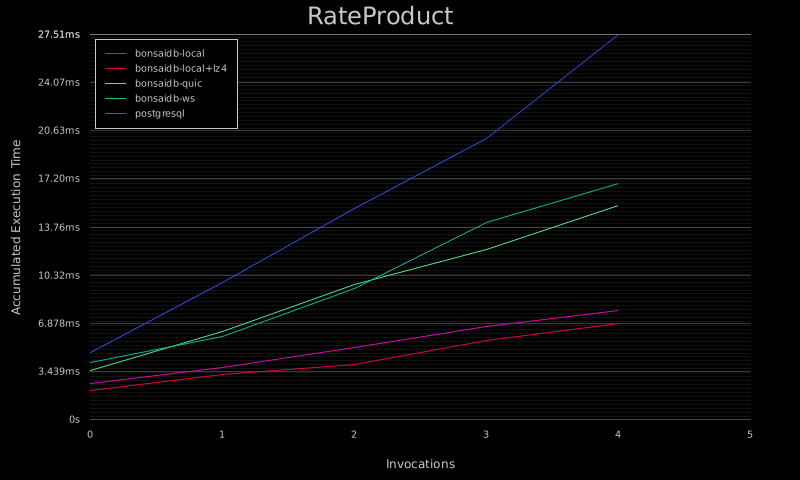 RateProduct
27.51ms
24.07ms
20.63ms
17.20ms
13.76ms
10.32ms
6.878ms
3.439ms
0s
bonsaidb-local
bonsaidb-local+lz4
bonsaidb-quic
bonsaidb-ws
postgresql
Accumulated Execution Time
0 1 2 3 4 5
Invocations